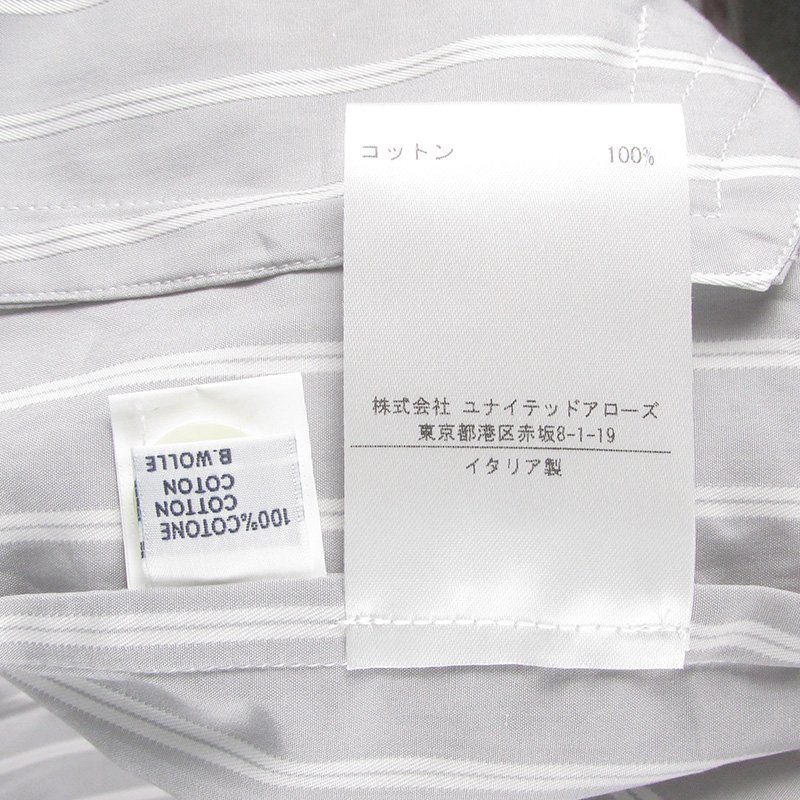 コットン 100%
株式会社 ユナイテッドアローズ
東京都港区赤坂8-1-19
イタリア製
100%COTONE
COTTON
COTON
B.WOLLE